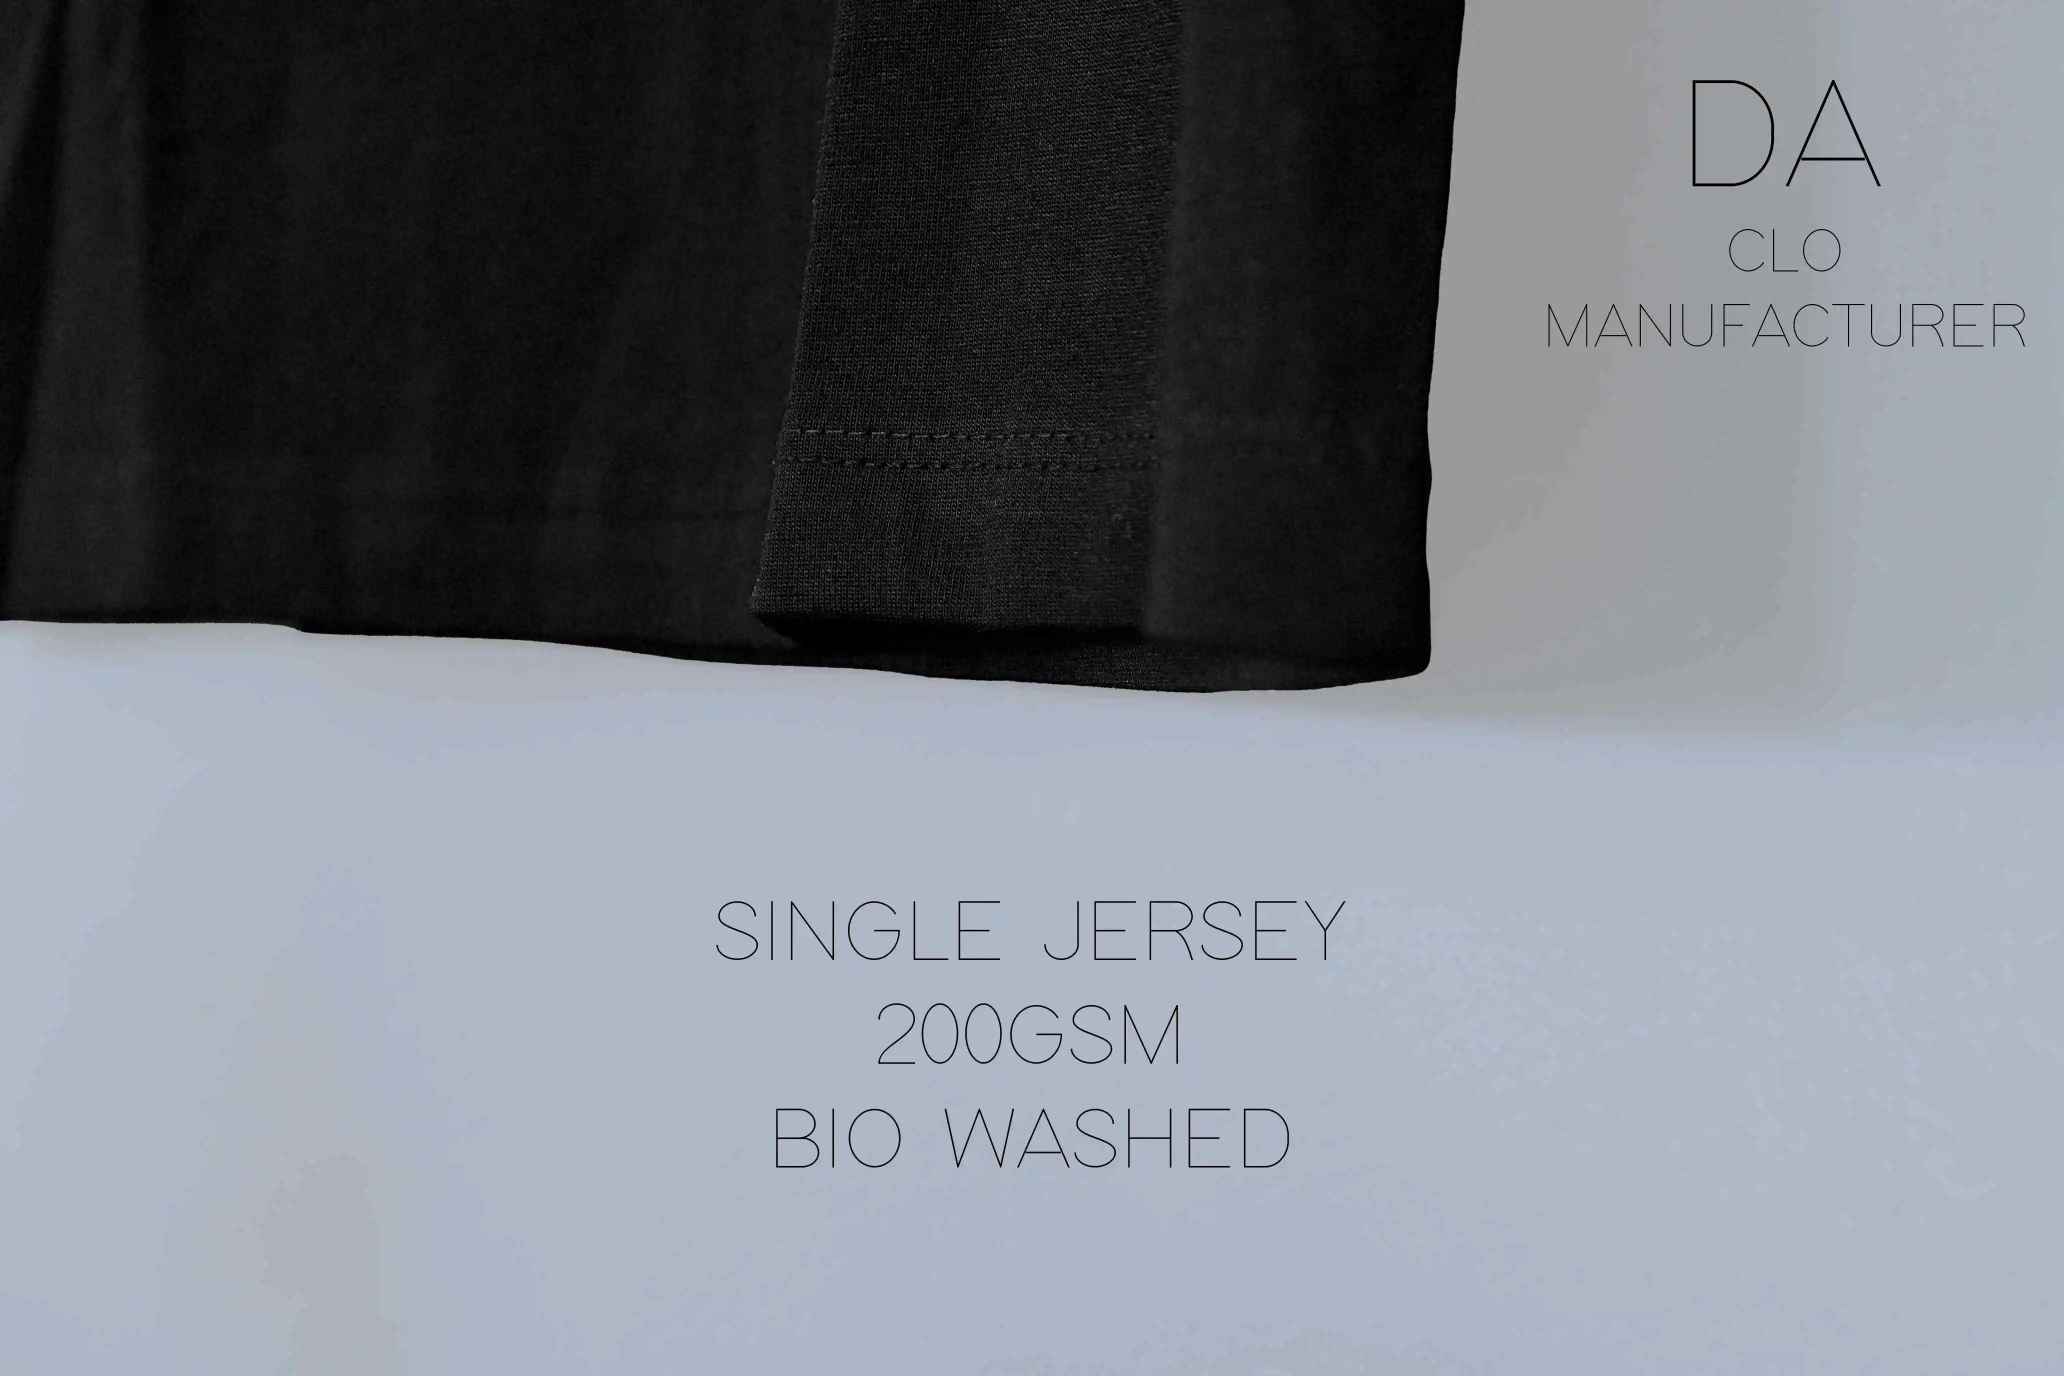 DA
CLO
MANUFACTURER
SINGLE JERSEY
200GSM
BIO WASHED